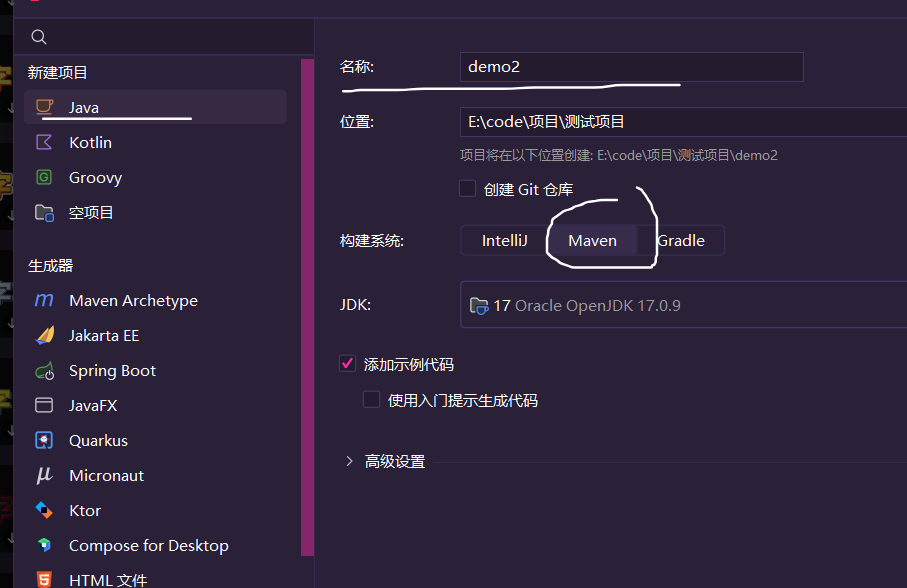 新建项目
Java
Kotlin
Groovy
空项目
生成器
Maven Archetype
Jakarta EE
Spring Boot
JavaFX
Quarkus
Micronaut
Ktor
Compose for Desktop
HTML 文件
名称: demo2
位置: E:\code\项目\测试项目
项目将在以下位置创建: E:\code\项目\测试项目\demo2
创建 Git 仓库
构建系统: IntelliJ Maven Gradle
JDK: 17 Oracle OpenJDK 17.0.9
添加示例代码
使用入门提示生成代码
高级设置